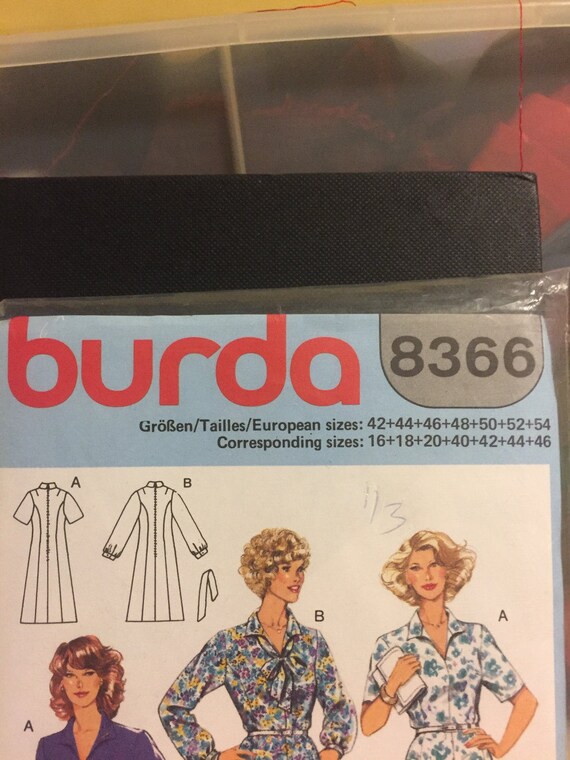 burda 8366
Größen/Tailles/European sizes: 42+44+46+48+50+52+54
Corresponding sizes: 16+18+20+40+42+44+46
A B
B A
A